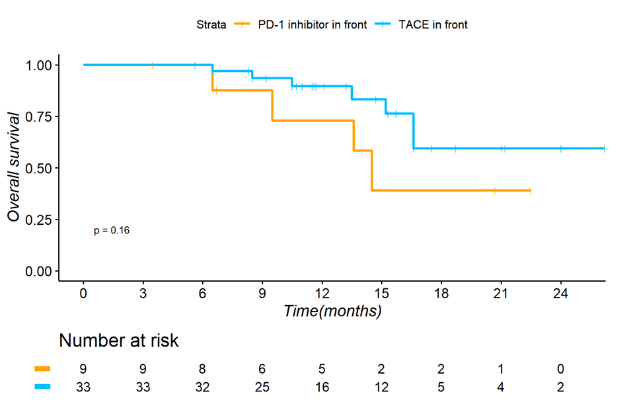 Strata PD-1 inhibitor in front TACE in front
1.00
0.75
0.50
0.25
0.00
Overall survival
p = 0.16
0 3 6 9 12 15 18 21 24
Time(months)
Number at risk
9 9 8 6 5 2 2 1 0
33 33 32 25 16 12 5 4 2